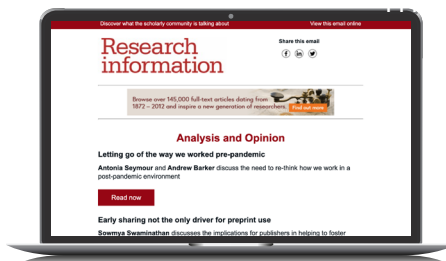 Discover what the scholarly community is talking about
View this email online
Research
information
Share this email
Browse over 145,000 full-text articles dating from
1872 – 2012 and inspire a new generation of researchers.
Find out more
Analysis and Opinion
Letting go of the way we worked pre-pandemic
Antonia Seymour and Andrew Barker discuss the need to re-think how we work in a
post-pandemic environment
Read now
Early sharing not the only driver for preprint use
Sowmya Swaminathan discusses the implications for publishers in helping to foster